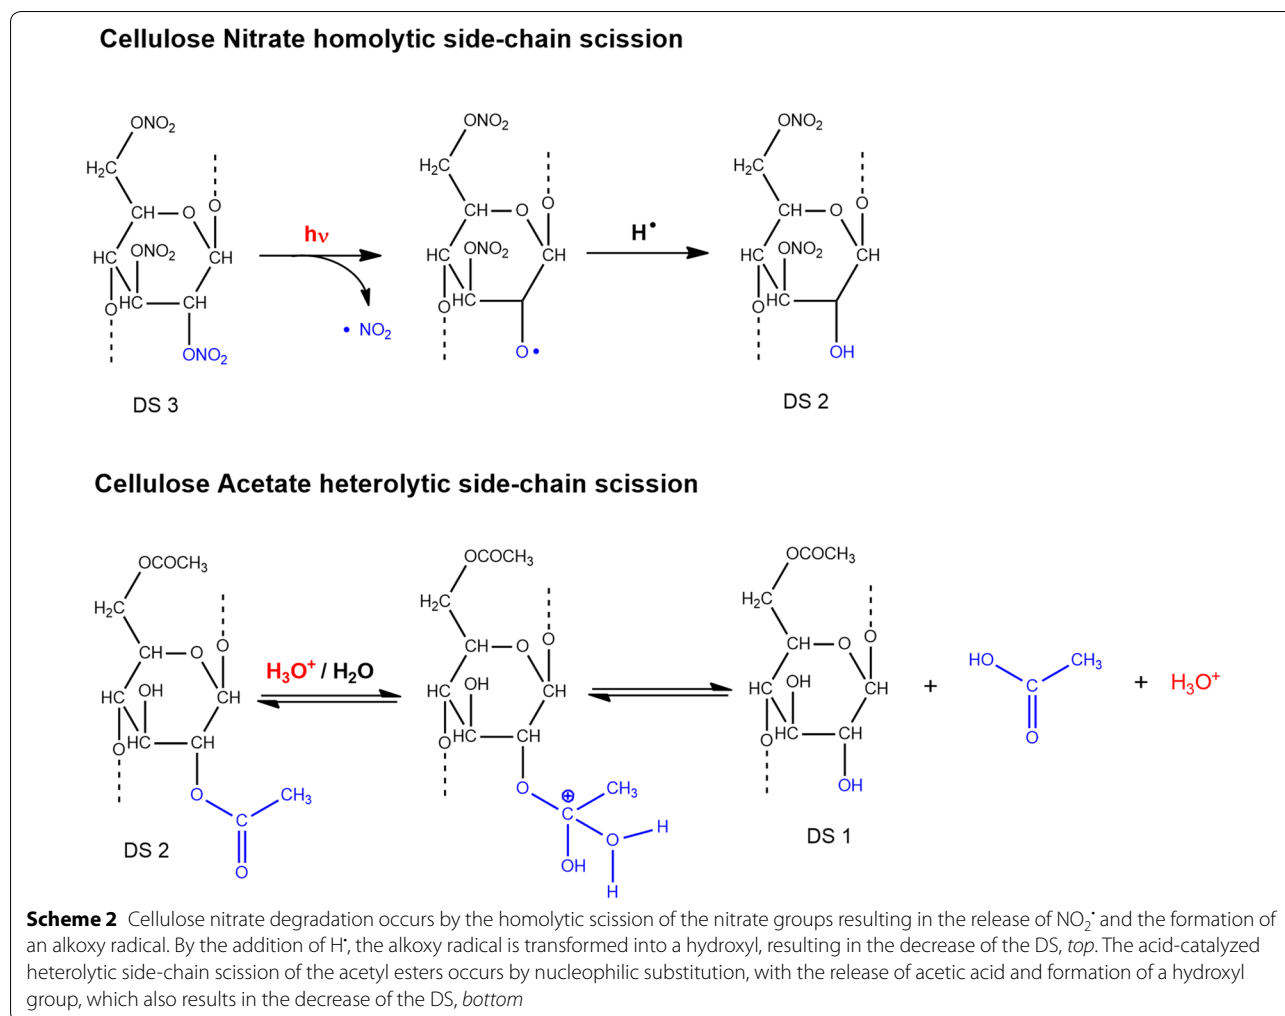 Cellulose Nitrate homolytic side-chain scission
ONO₂ ONO₂ ONO₂
H₂C H₂C H₂C
CH O O CH O O CH O O
hν H•
HC ONO₂ CH HC ONO₂ CH HC ONO₂ CH
O HC CH O HC O HC
• NO₂
ONO₂ O• OH
DS 3 DS 2
Cellulose Acetate heterolytic side-chain scission
OCOCH₃ OCOCH₃ OCOCH₃
H₂C H₂C H₂C
CH O O CH O O CH O O
H₃O⁺ / H₂O
HC OH CH HC OH CH HC OH CH
HO CH₃ C O + + H₃O⁺
O HC CH O HC CH O HC CH
O CH₃ O ⊕ CH₃ OH
C C O H
O OH H
DS 2 DS 1
Scheme 2 Cellulose nitrate degradation occurs by the homolytic scission of the nitrate groups resulting in the release of NO₂• and the formation of
an alkoxy radical. By the addition of H•, the alkoxy radical is transformed into a hydroxyl, resulting in the decrease of the DS, top. The acid-catalyzed
heterolytic side-chain scission of the acetyl esters occurs by nucleophilic substitution, with the release of acetic acid and formation of a hydroxyl
group, which also results in the decrease of the DS, bottom